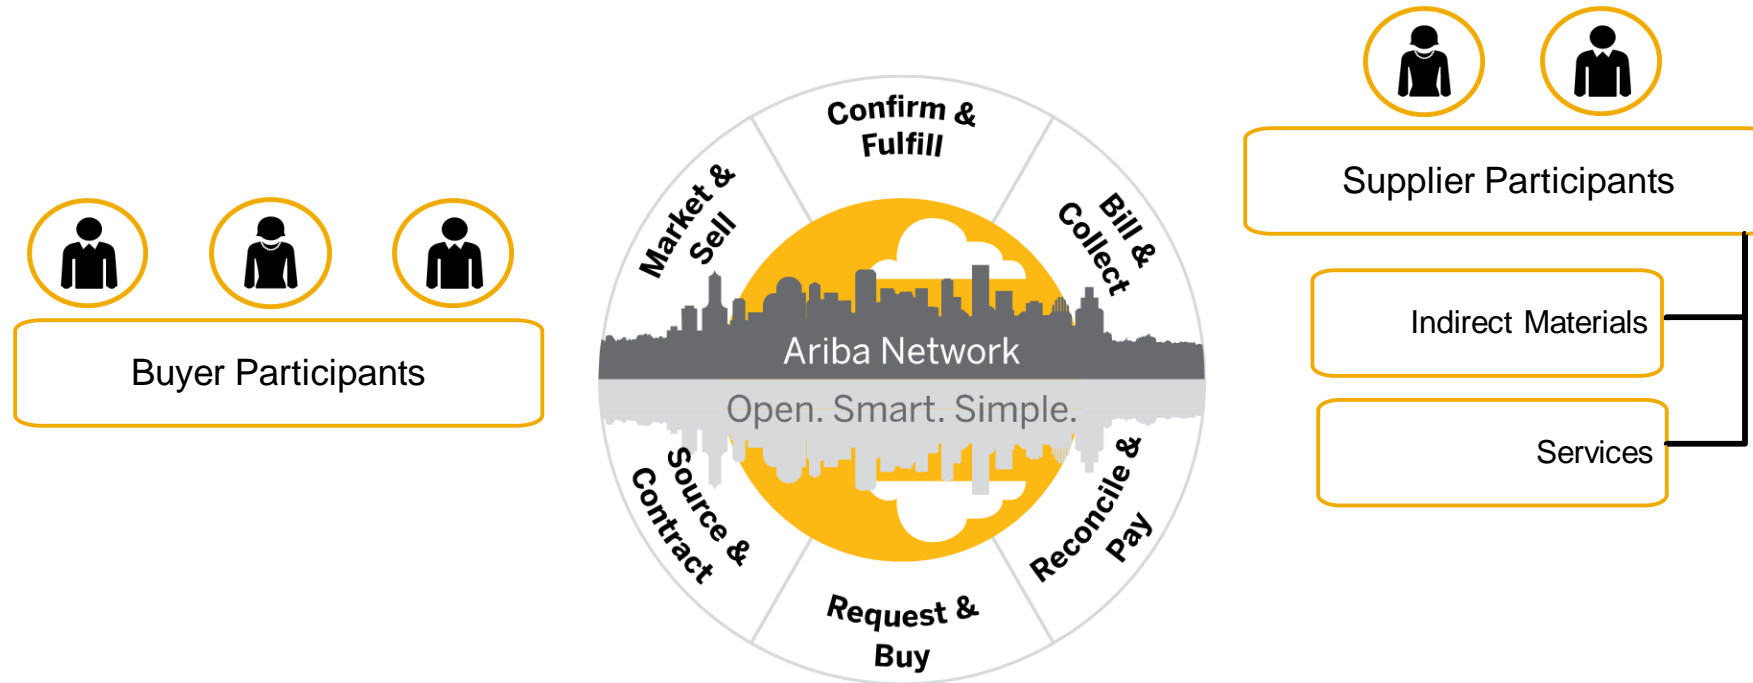 Buyer Participants
Confirm &
Fulfill
Market &
Sell
Bill &
Collect
Ariba Network
Open. Smart. Simple.
Source &
Contract
Reconcile &
Pay
Request &
Buy
Supplier Participants
Indirect Materials
Services